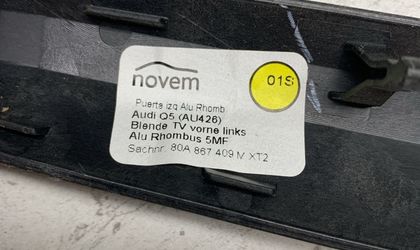 novem
01S
Puerta izq Alu Rhomb
Audi Q5 (AU426)
Blende TV vorne links
Alu Rhombus 5MF
Sachnr. 80A 867 409 M XT2